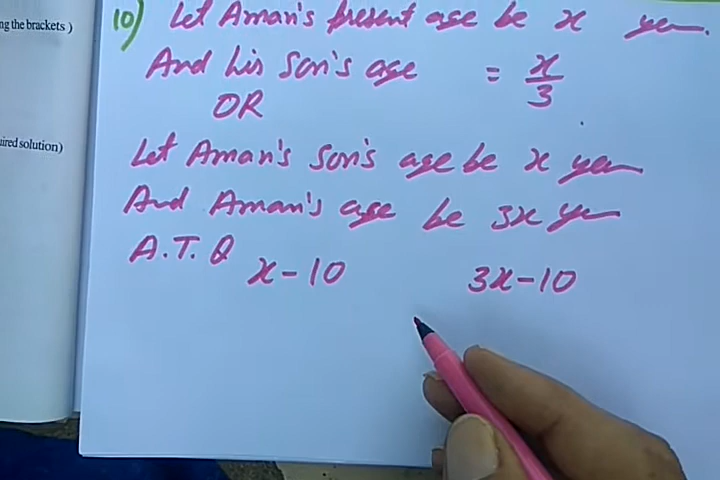 ng the brackets )
uired solution)
10) Let Aman's present age be x year.
And his Son's age = x/3
OR
Let Aman's Son's age be x year
And Aman's age be 3x year
A.T.Q x-10 3x-10